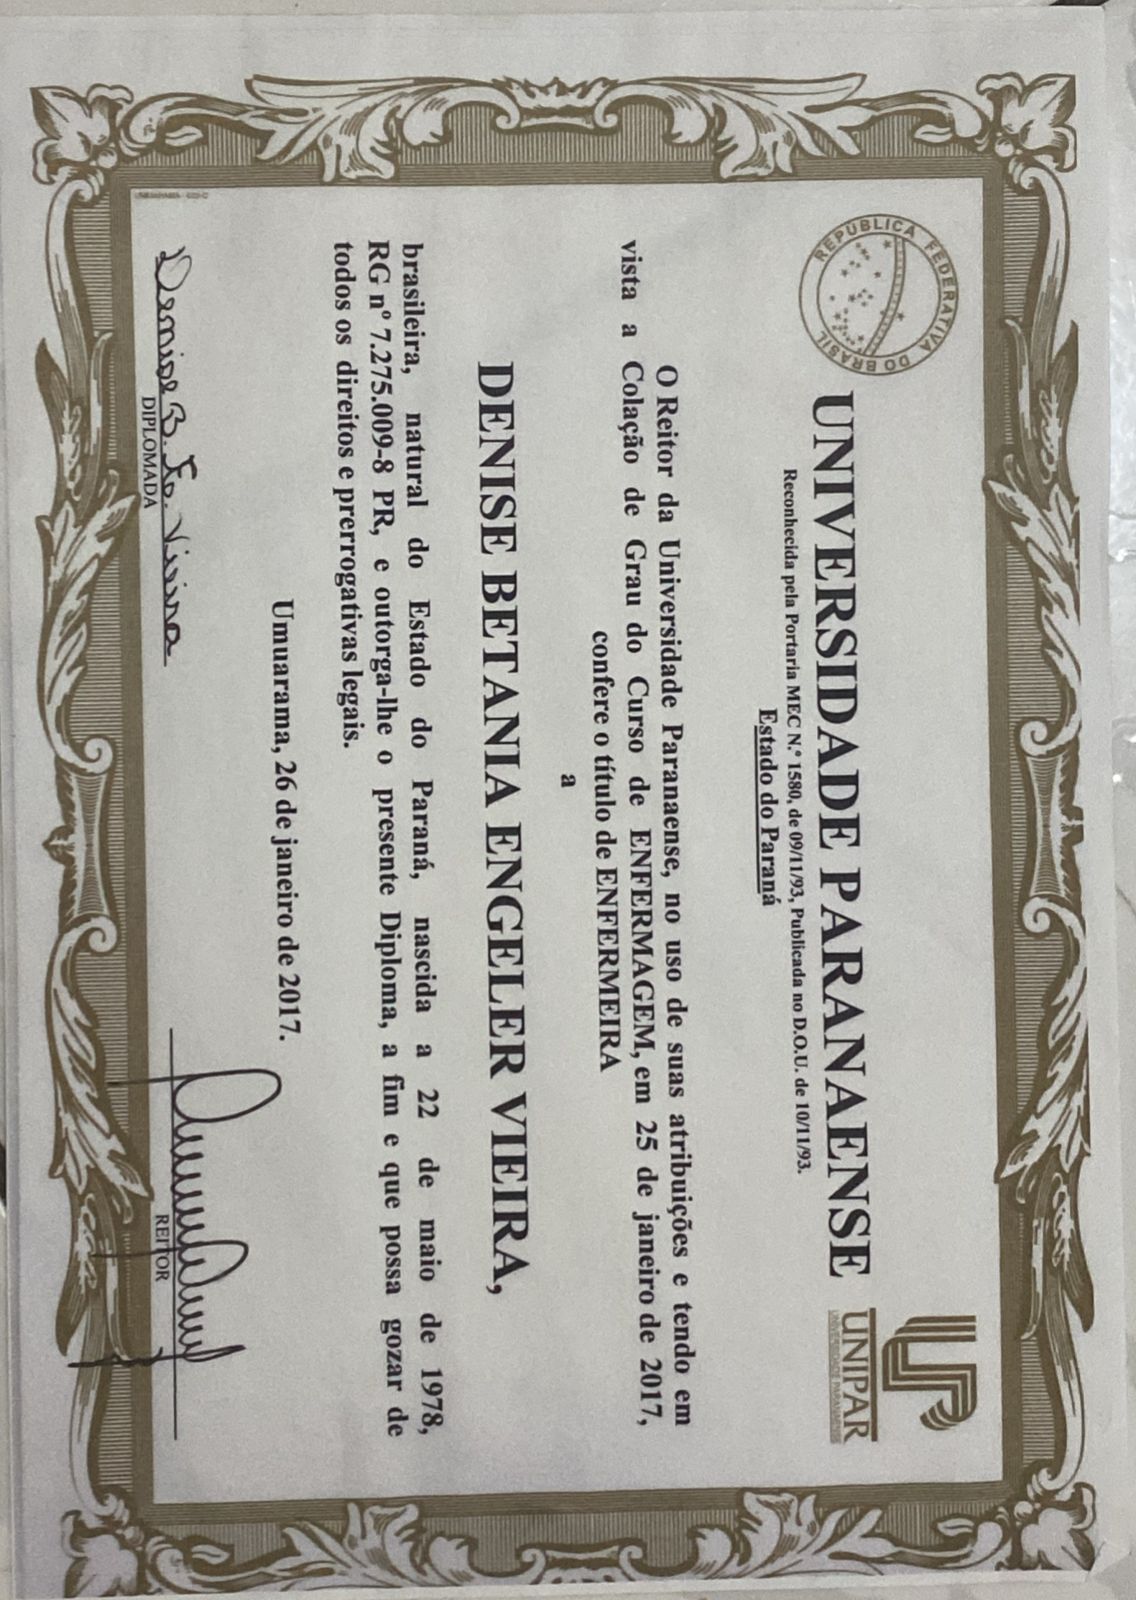 REPÚBLICA FEDERATIVA DO BRASIL
UNIVERSIDADE PARANAENSE
UNIPAR
UNIVERSIDADE PARANAENSE
Reconhecida pela Portaria MEC N.º 1580, de 09/11/93, Publicada no D.O.U. de 10/11/93.
Estado do Paraná
O Reitor da Universidade Paranaense, no uso de suas atribuições e tendo em
vista a Colação de Grau do Curso de ENFERMAGEM, em 25 de janeiro de 2017,
confere o título de ENFERMEIRA
a
DENISE BETANIA ENGELER VIEIRA,
brasileira, natural do Estado do Paraná, nascida a 22 de maio de 1978,
RG nº 7.275.009-8 PR, e outorga-lhe o presente Diploma, a fim e que possa gozar de
todos os direitos e prerrogativas legais.
Umuarama, 26 de janeiro de 2017.
Denise B. Vieira
DIPLOMADA
REITOR